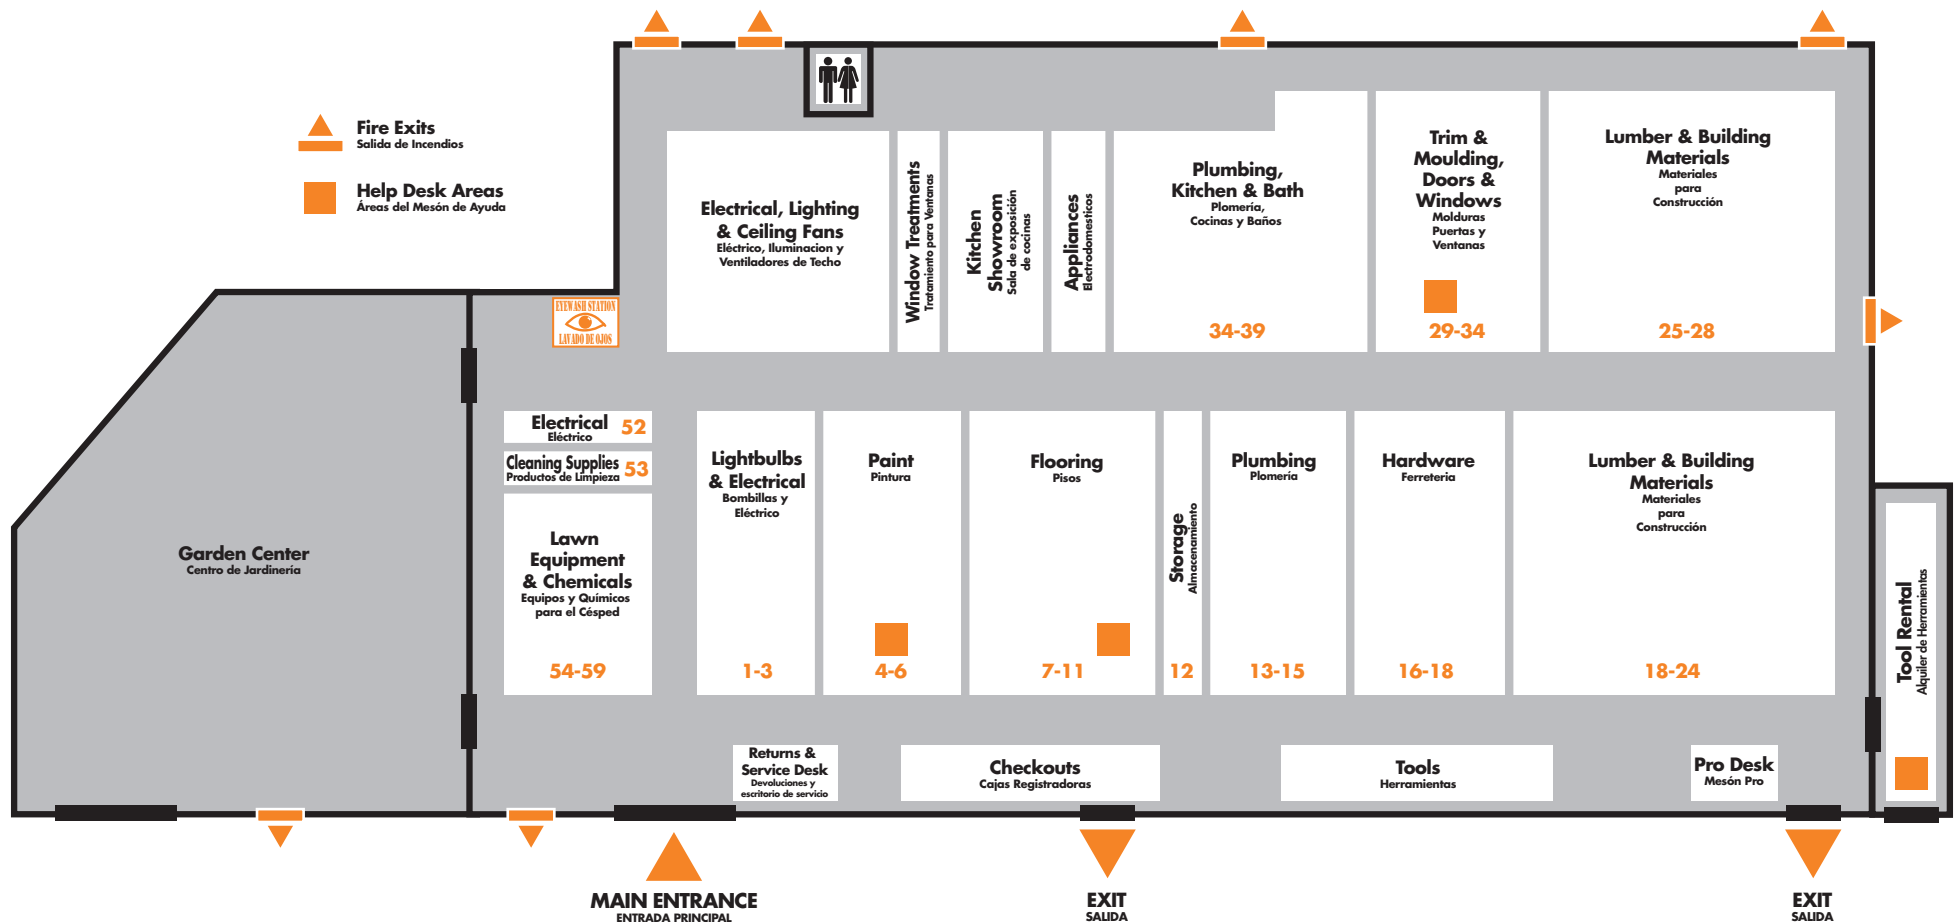 Fire Exits
Salida de Incendios
Help Desk Areas
Áreas del Mesón de Ayuda
Electrical, Lighting
& Ceiling Fans
Eléctrico, Iluminacion y
Ventiladores de Techo
Window Treatments
Tratamiento para Ventanas
Kitchen
Showroom
Sala de exposición
de cocinas
Appliances
Electrodomesticos
Plumbing,
Kitchen & Bath
Plomería,
Cocinas y Baños
34-39
Trim &
Moulding,
Doors &
Windows
Molduras
Puertas y
Ventanas
29-34
Lumber & Building
Materials
Materiales
para
Construcción
25-28
EYEWASH STATION
LAVADO DE OJOS
Garden Center
Centro de Jardinería
Electrical 52
Eléctrico
Cleaning Supplies 53
Productos de Limpieza
Lawn
Equipment
& Chemicals
Equipos y Químicos
para el Césped
54-59
Lightbulbs
& Electrical
Bombillas y
Eléctrico
1-3
Paint
Pintura
4-6
Flooring
Pisos
7-11
Storage
Almacenamiento
12
Plumbing
Plomería
13-15
Hardware
Ferreteria
16-18
Lumber & Building
Materials
Materiales
para
Construcción
18-24
Tool Rental
Alquiler de Herramientas
Returns &
Service Desk
Devoluciones y
escritorio de servicio
Checkouts
Cajas Registradoras
Tools
Herramientas
Pro Desk
Mesón Pro
MAIN ENTRANCE
ENTRADA PRINCIPAL
EXIT
SALIDA
EXIT
SALIDA